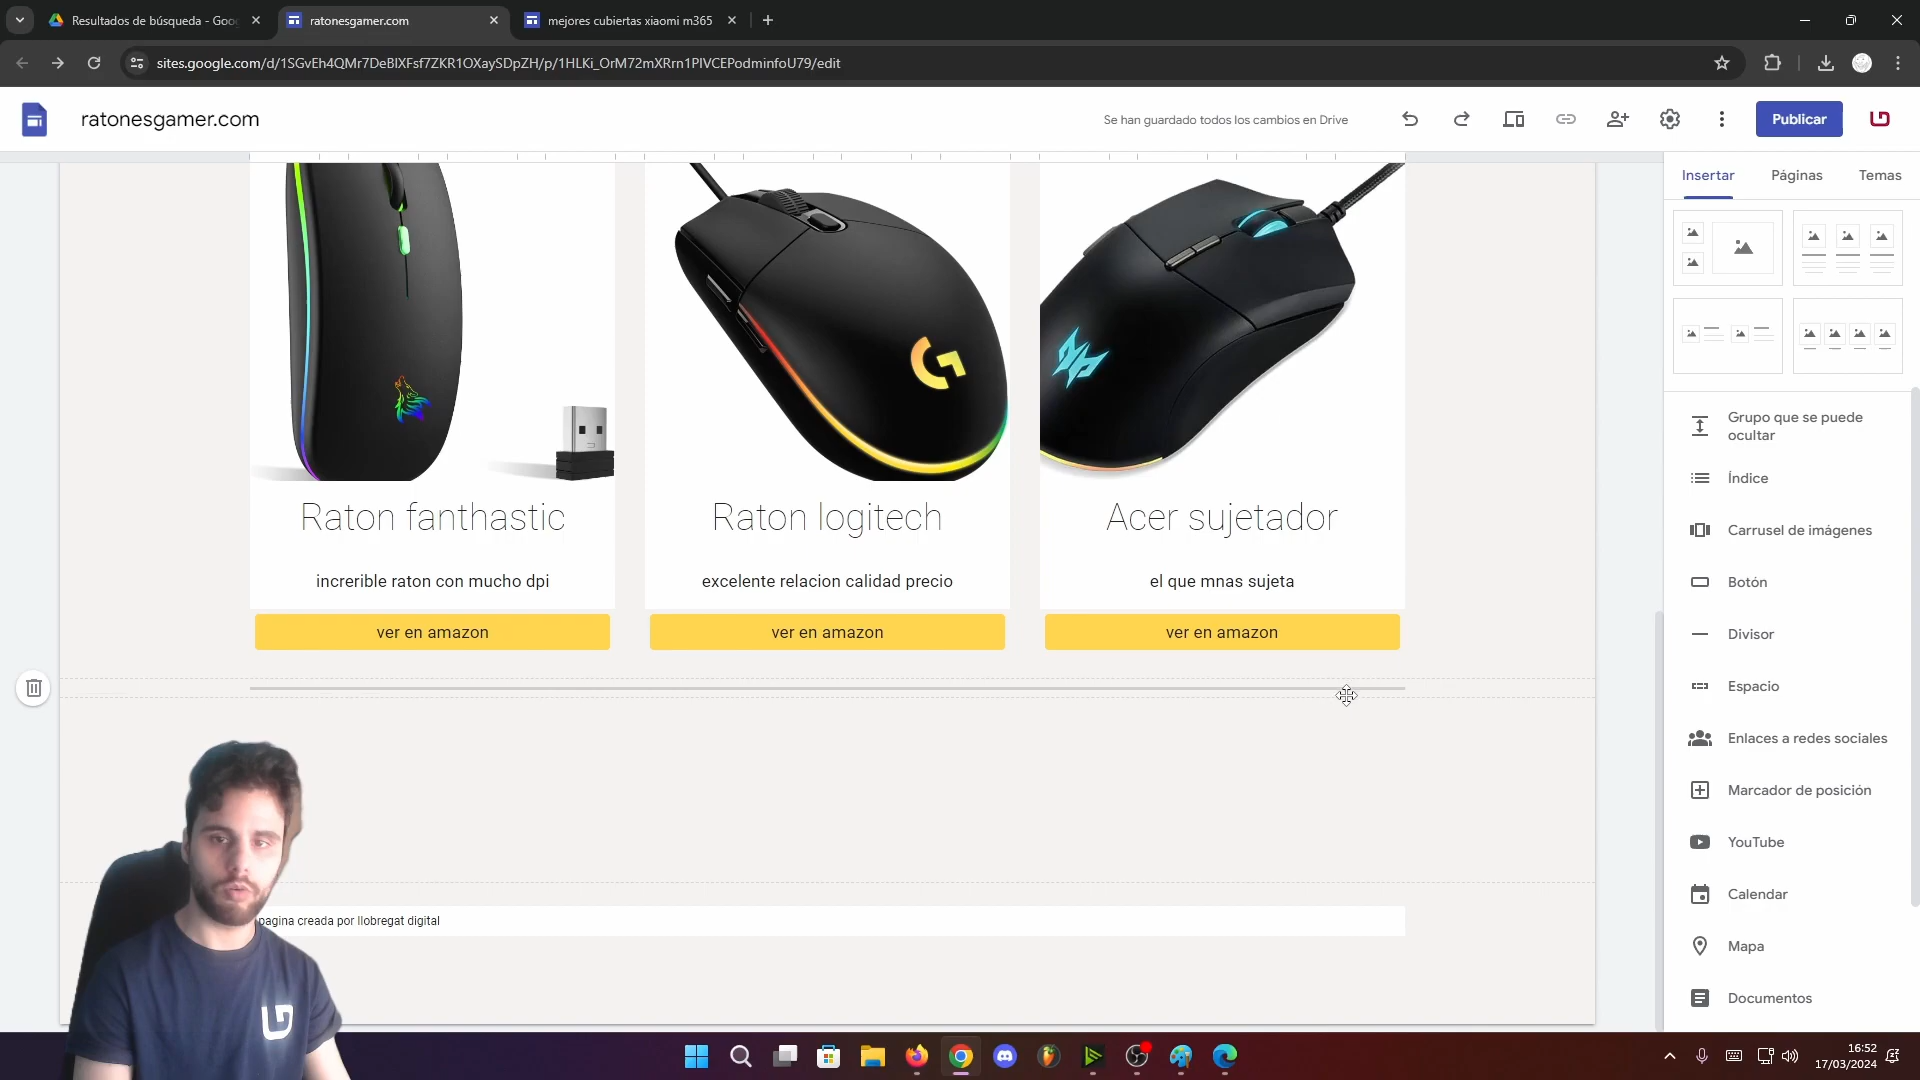 Resultados de búsqueda - Goo
ratonesgamer.com
mejores cubiertas xiaomi m365
sites.google.com/d/1SGvEh4QMr7DeBlXFsf7ZKR1OXaySDpZH/p/1HLKi_OrM72mXRrn1PlVCEPodminfoU79/edit
ratonesgamer.com
Se han guardado todos los cambios en Drive
Publicar
Insertar
Páginas
Temas
Grupo que se puede
ocultar
Índice
Carrusel de imágenes
Botón
Divisor
Espacio
Enlaces a redes sociales
Marcador de posición
YouTube
Calendar
Mapa
Documentos
Raton fanthastic
Raton logitech
Acer sujetador
increrible raton con mucho dpi
excelente relacion calidad precio
el que mnas sujeta
ver en amazon
ver en amazon
ver en amazon
pagina creada por llobregat digital
16:52
17/03/2024